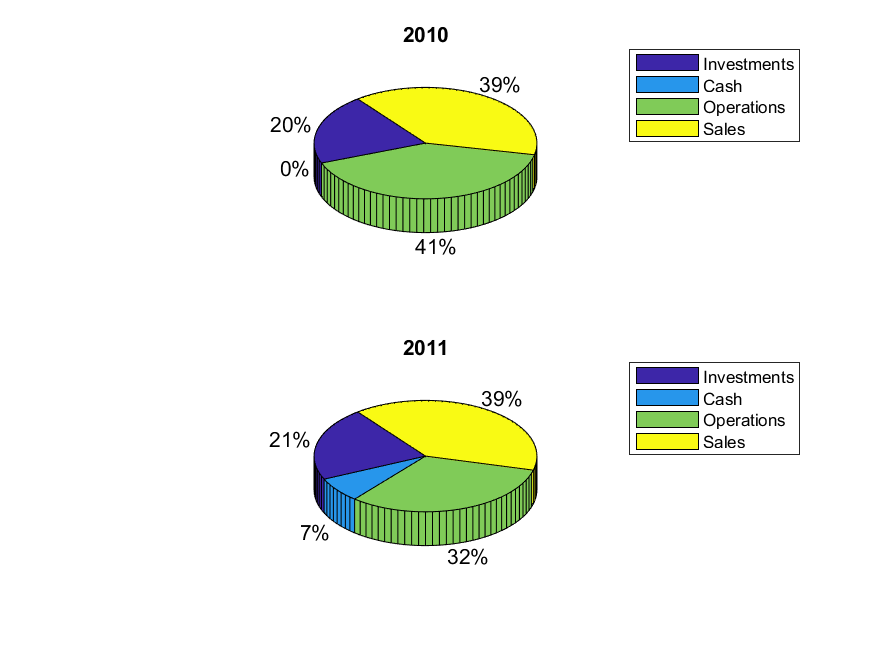 2010
39%
20%
0%
41%
Investments
Cash
Operations
Sales
2011
39%
21%
7%
32%
Investments
Cash
Operations
Sales